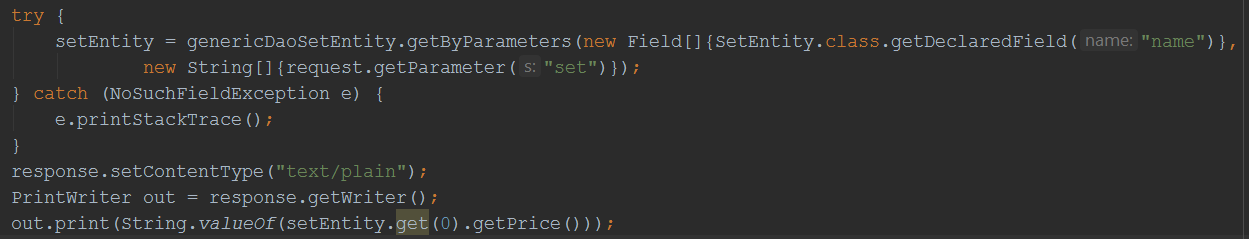 try {
setEntity = genericDaoSetEntity.getByParameters(new Field[]{SetEntity.class.getDeclaredField( name: "name")},
new String[]{request.getParameter( s: "set")});
} catch (NoSuchFieldException e) {
e.printStackTrace();
}
response.setContentType("text/plain");
PrintWriter out = response.getWriter();
out.print(String.valueOf(setEntity.get(0).getPrice()));